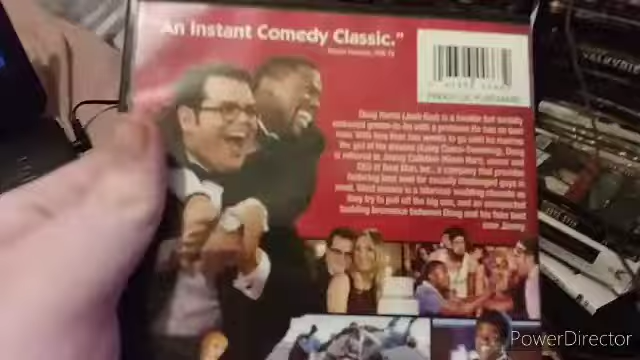 "An Instant Comedy Classic."
Doug Harris (Josh Gad) is a lovable but socially
groom-to-be with a problem: He has no best
man. With less than two weeks to go until he marries
the girl of his dreams (Kaley Cuoco-Sweeting), Doug
is referred to Jimmy Callahan (Kevin Hart), owner and
CEO of Best Man, Inc., a company that provides
flattering best men for socially challenged guys in
need. What ensues is a hilarious wedding charade as
they try to pull off the big con, and an unexpected
budding bromance between Doug and his fake best
man Jimmy.
PowerDirector